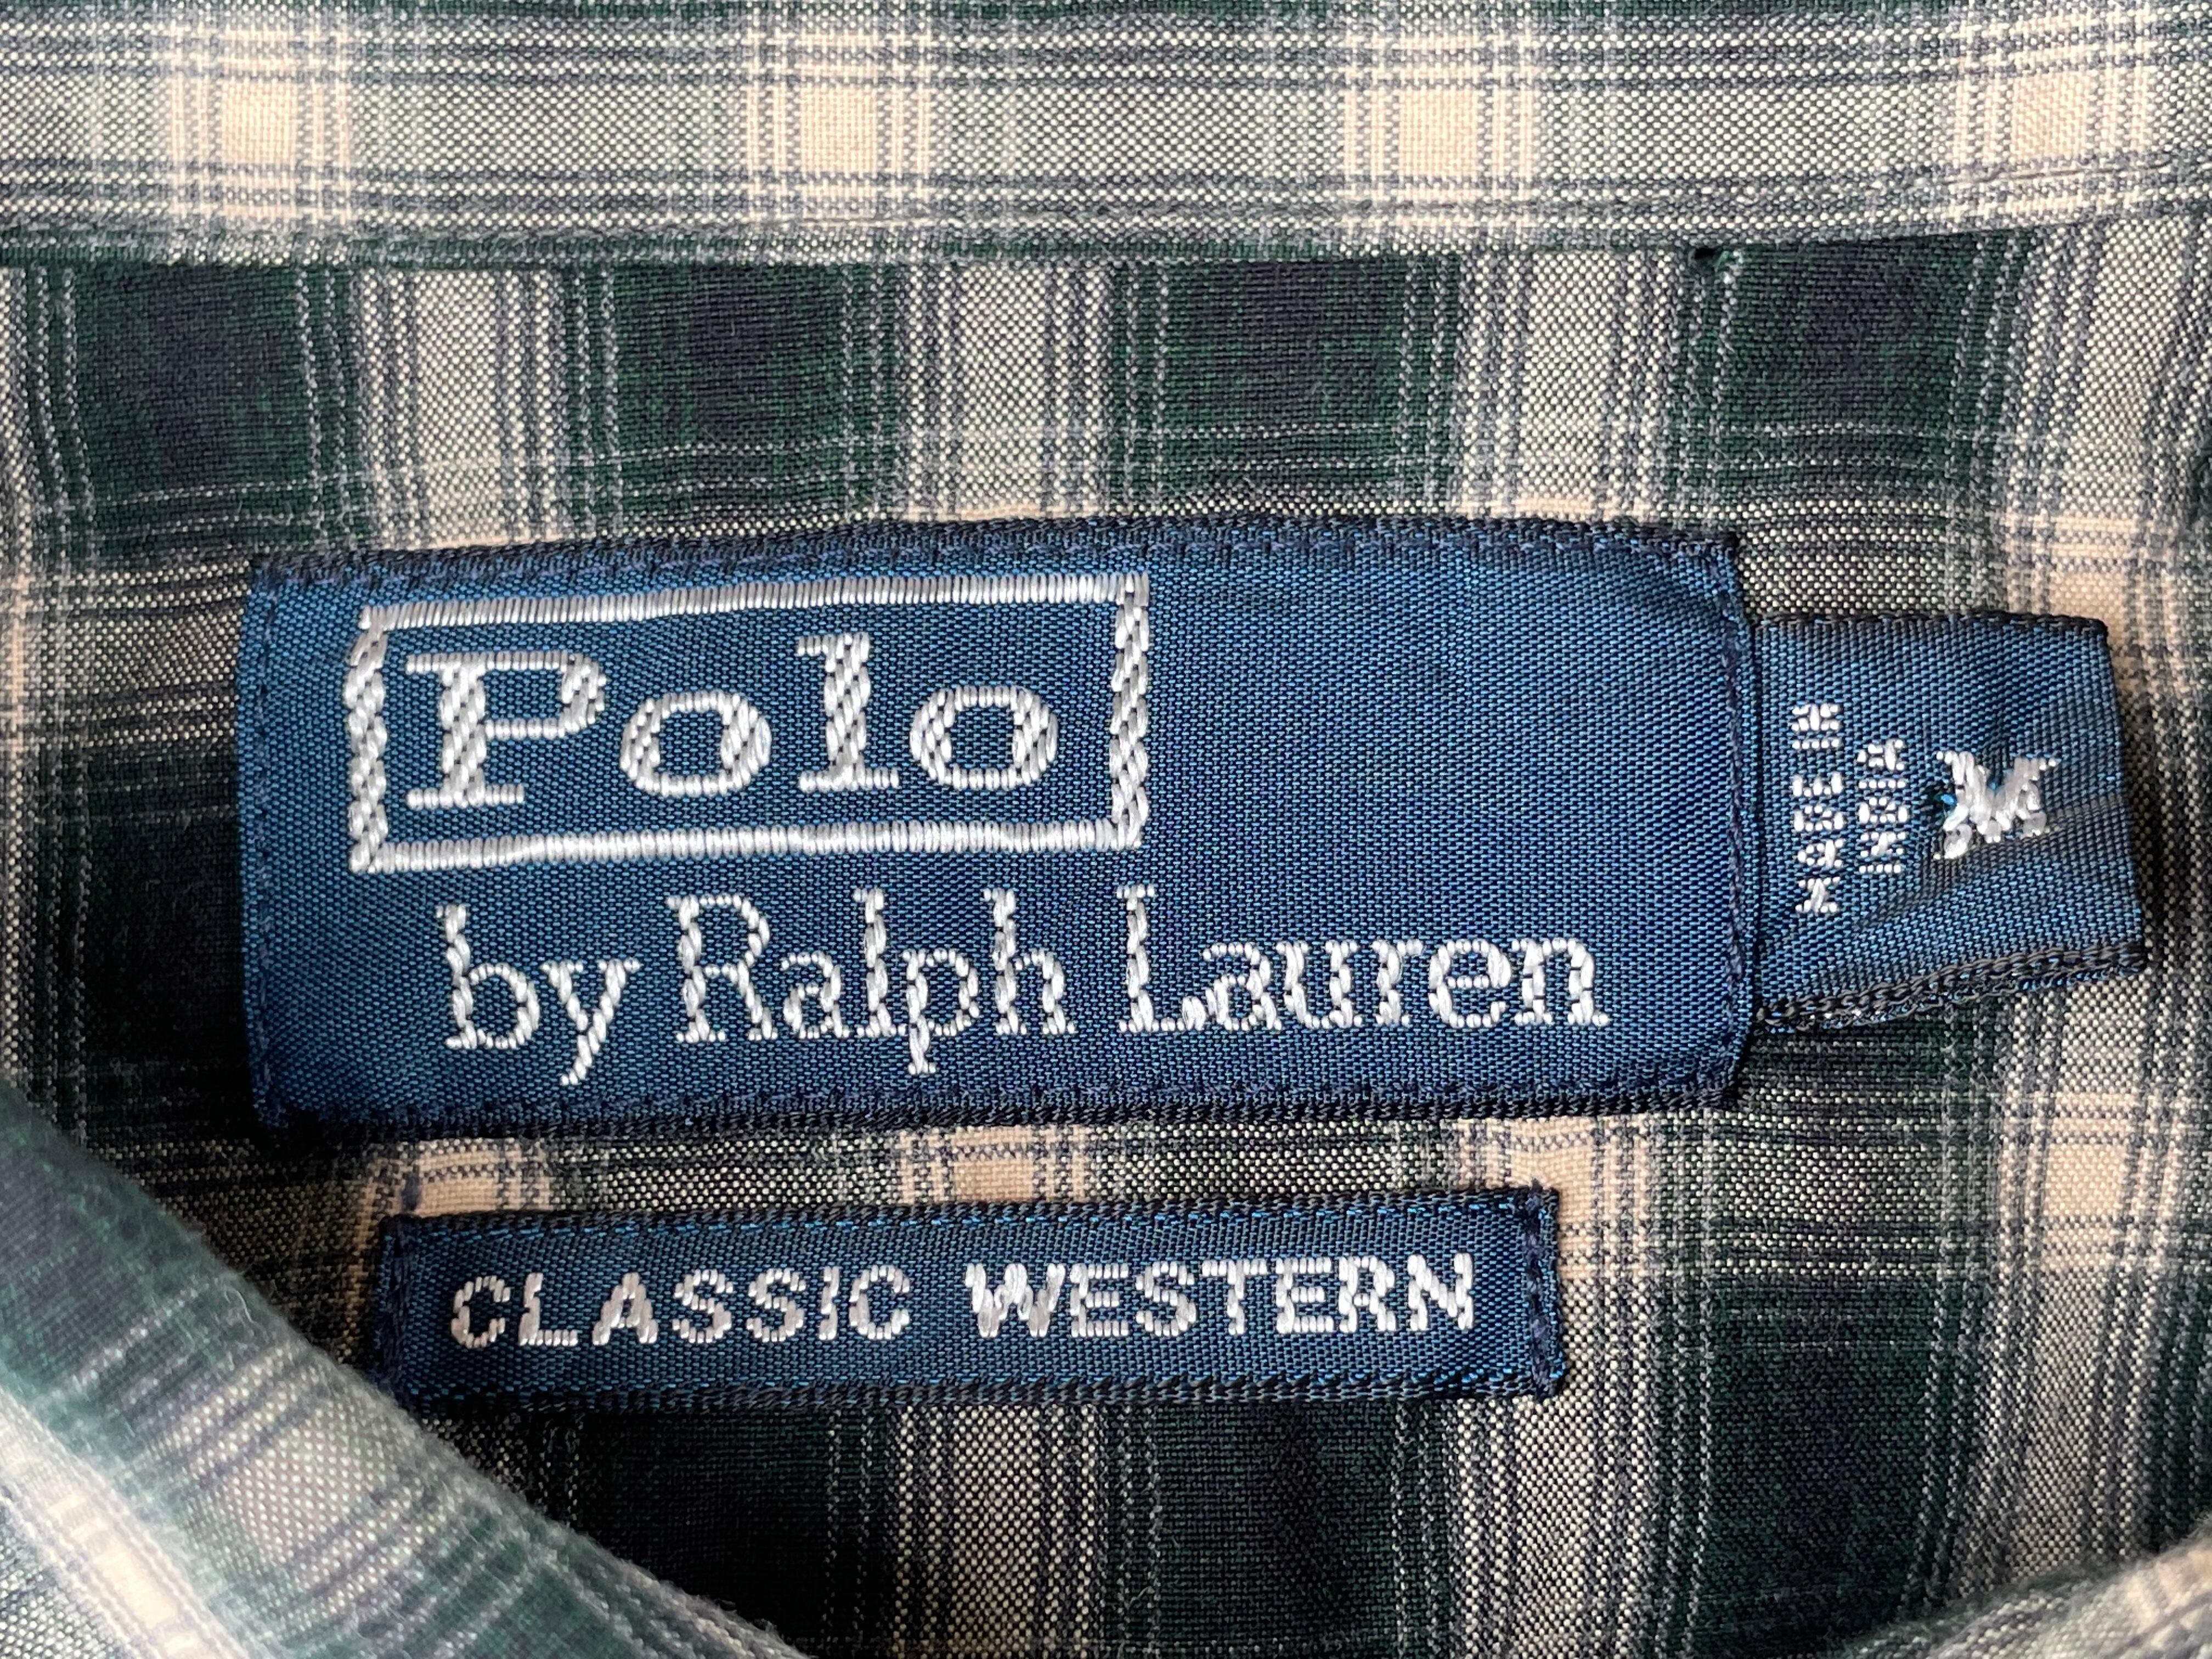 Polo
by Ralph Lauren
MADE IN
INDIA
M
CLASSIC WESTERN